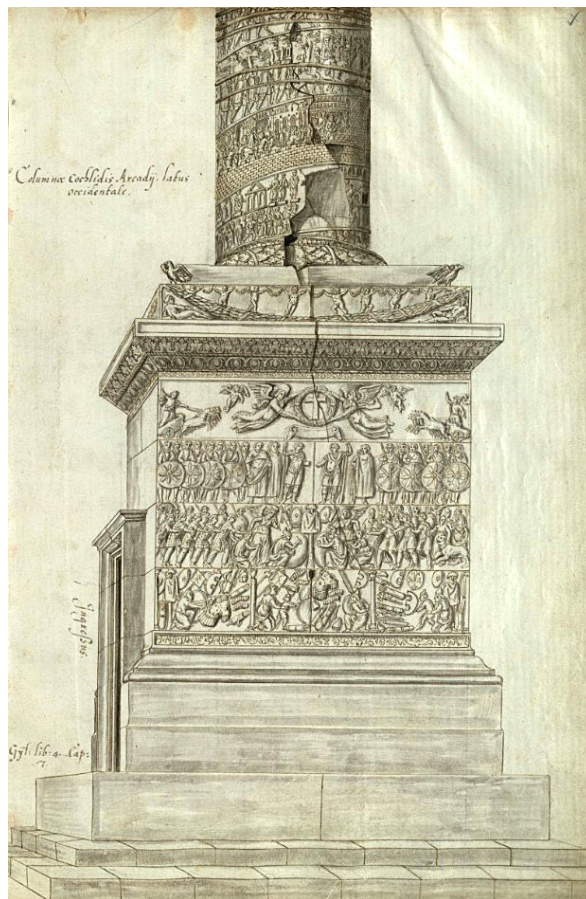 Columnæ Cochlidis Arcadij latus
occidentale.
Ingressus.
Gyl: lib: 4. Cap:
7.